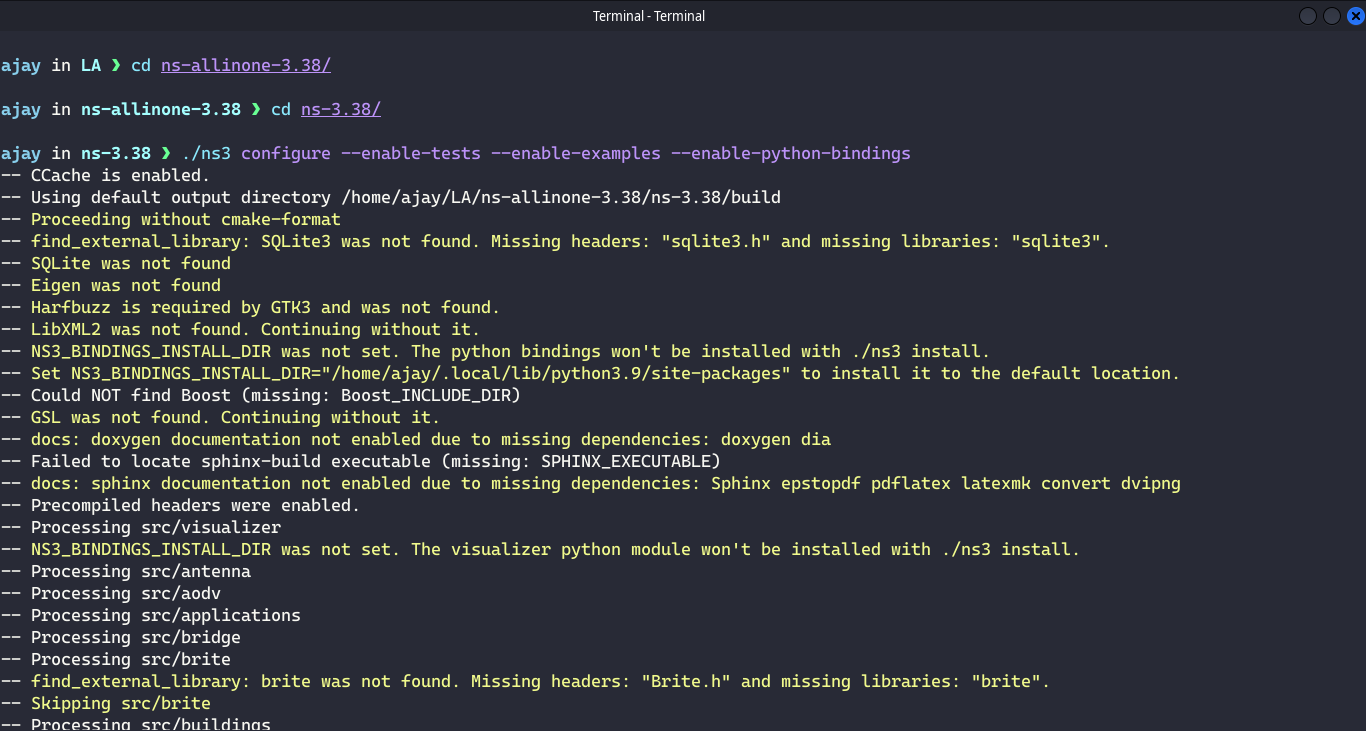 Terminal - Terminal
ajay in LA ❯ cd ns-allinone-3.38/
ajay in ns-allinone-3.38 ❯ cd ns-3.38/
ajay in ns-3.38 ❯ ./ns3 configure --enable-tests --enable-examples --enable-python-bindings
-- CCache is enabled.
-- Using default output directory /home/ajay/LA/ns-allinone-3.38/ns-3.38/build
-- Proceeding without cmake-format
-- find_external_library: SQLite3 was not found. Missing headers: "sqlite3.h" and missing libraries: "sqlite3".
-- SQLite was not found
-- Eigen was not found
-- Harfbuzz is required by GTK3 and was not found.
-- LibXML2 was not found. Continuing without it.
-- NS3_BINDINGS_INSTALL_DIR was not set. The python bindings won't be installed with ./ns3 install.
-- Set NS3_BINDINGS_INSTALL_DIR="/home/ajay/.local/lib/python3.9/site-packages" to install it to the default location.
-- Could NOT find Boost (missing: Boost_INCLUDE_DIR)
-- GSL was not found. Continuing without it.
-- docs: doxygen documentation not enabled due to missing dependencies: doxygen dia
-- Failed to locate sphinx-build executable (missing: SPHINX_EXECUTABLE)
-- docs: sphinx documentation not enabled due to missing dependencies: Sphinx epstopdf pdflatex latexmk convert dvipng
-- Precompiled headers were enabled.
-- Processing src/visualizer
-- NS3_BINDINGS_INSTALL_DIR was not set. The visualizer python module won't be installed with ./ns3 install.
-- Processing src/antenna
-- Processing src/aodv
-- Processing src/applications
-- Processing src/bridge
-- Processing src/brite
-- find_external_library: brite was not found. Missing headers: "Brite.h" and missing libraries: "brite".
-- Skipping src/brite
-- Processing src/buildings